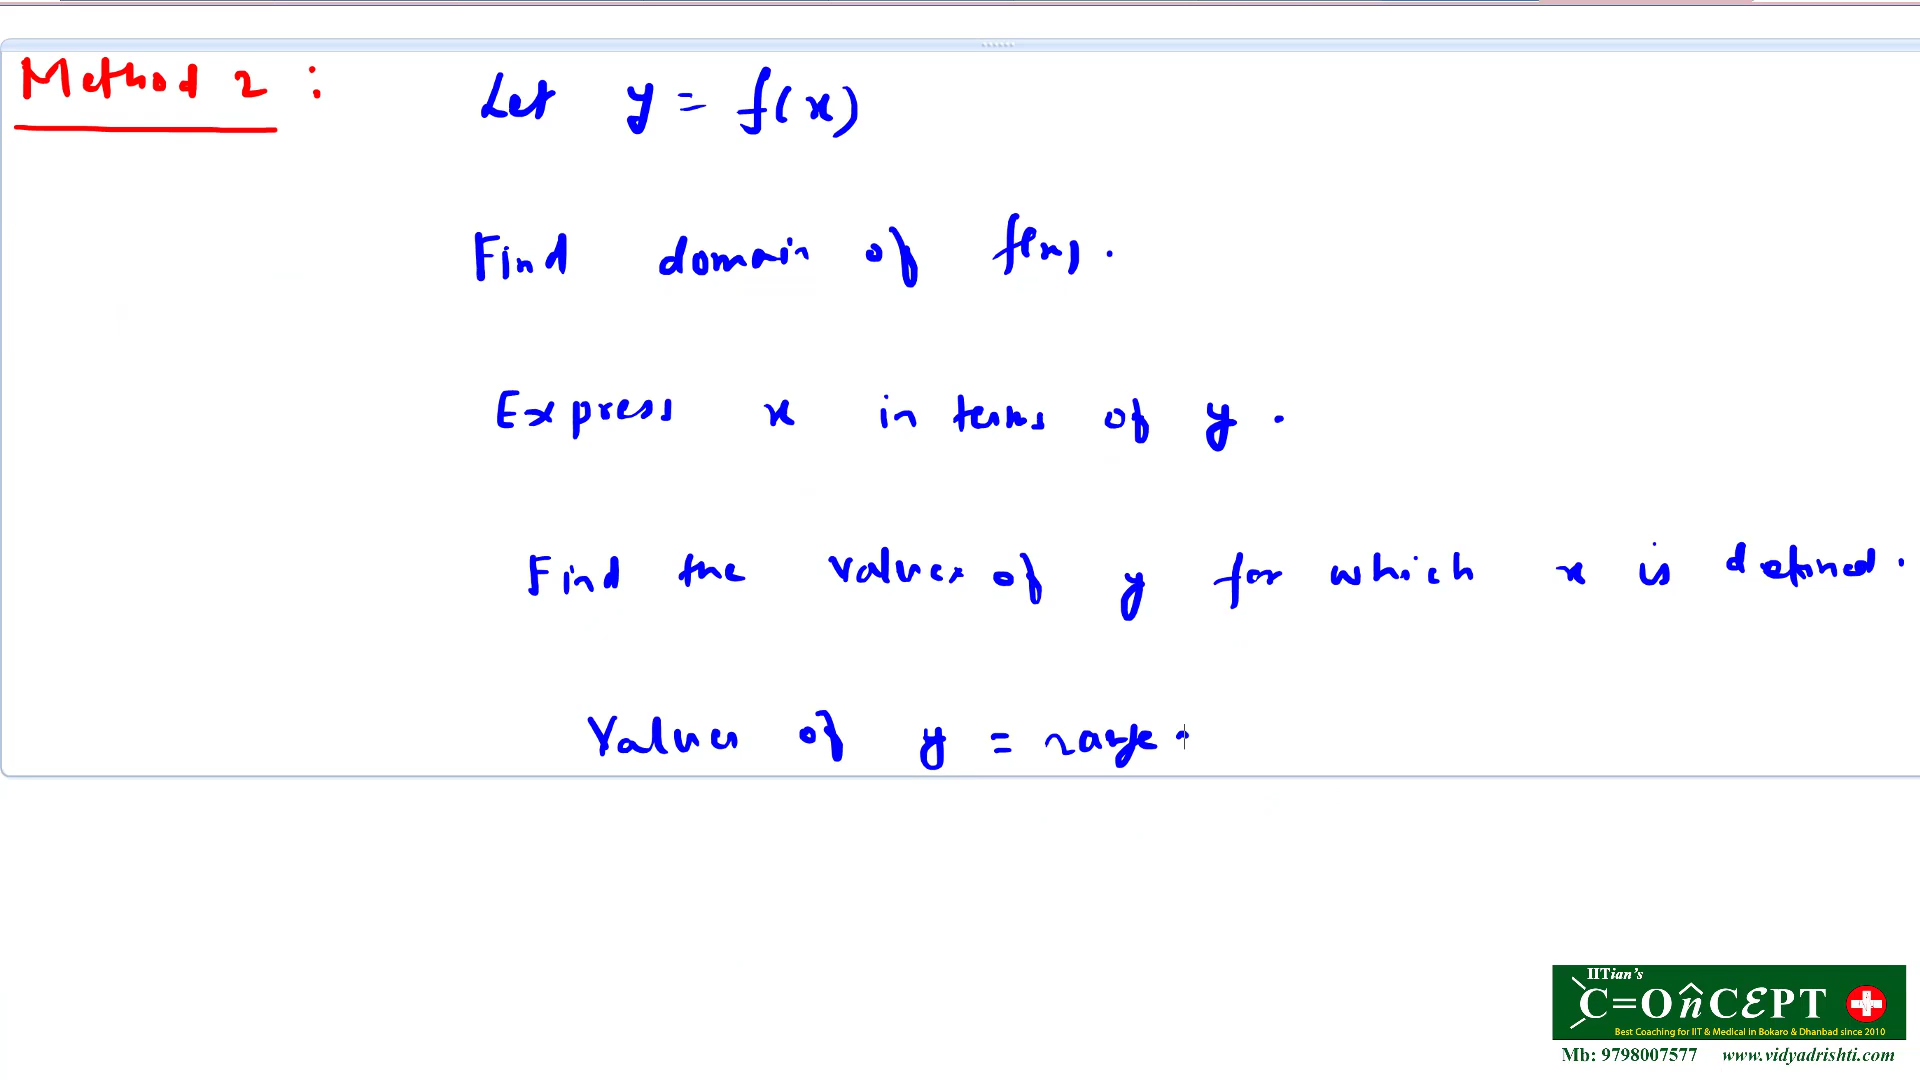 Method 2 : Let y = f(x)
Find domain of f(x).
Express x in terms of y.
Find the values of y for which x is defined.
Values of y = range.
IITian's
C=OnCEPT
Best Coaching for IIT & Medical in Bokaro & Dhanbad since 2010
Mb: 9798007577 www.vidyadrishti.com